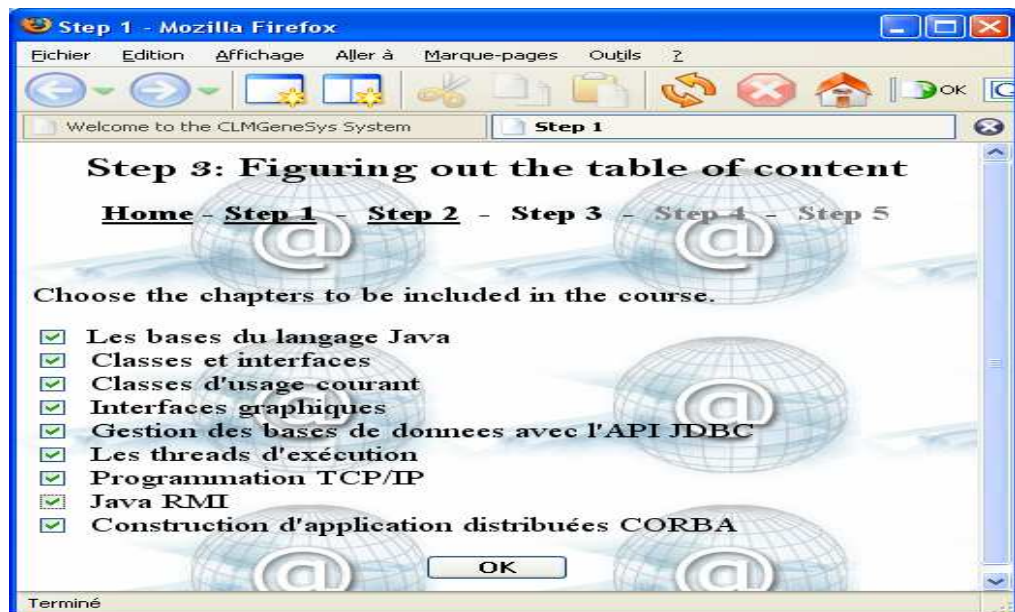 Step 1 - Mozilla Firefox
Fichier Edition Affichage Aller à Marque-pages Outils ?
OK
Welcome to the CLMGeneSys System Step 1
Step 3: Figuring out the table of content
Home - Step 1 - Step 2 - Step 3 - Step 4 - Step 5
Choose the chapters to be included in the course.
Les bases du langage Java
Classes et interfaces
Classes d'usage courant
Interfaces graphiques
Gestion des bases de donnees avec l'API JDBC
Les threads d'exécution
Programmation TCP/IP
Java RMI
Construction d'application distribuées CORBA
OK
Terminé